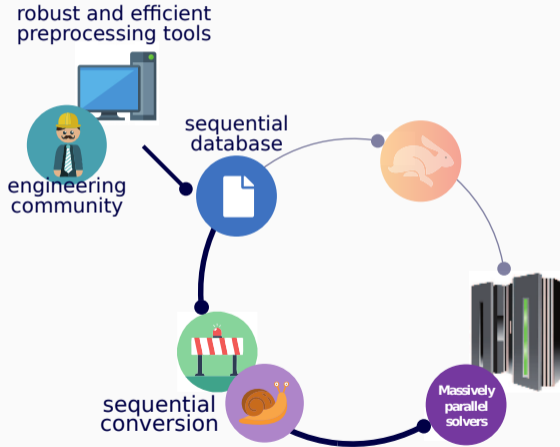 robust and efficient
preprocessing tools
engineering
community
sequential
database
sequential
conversion
Massively
parallel
solvers